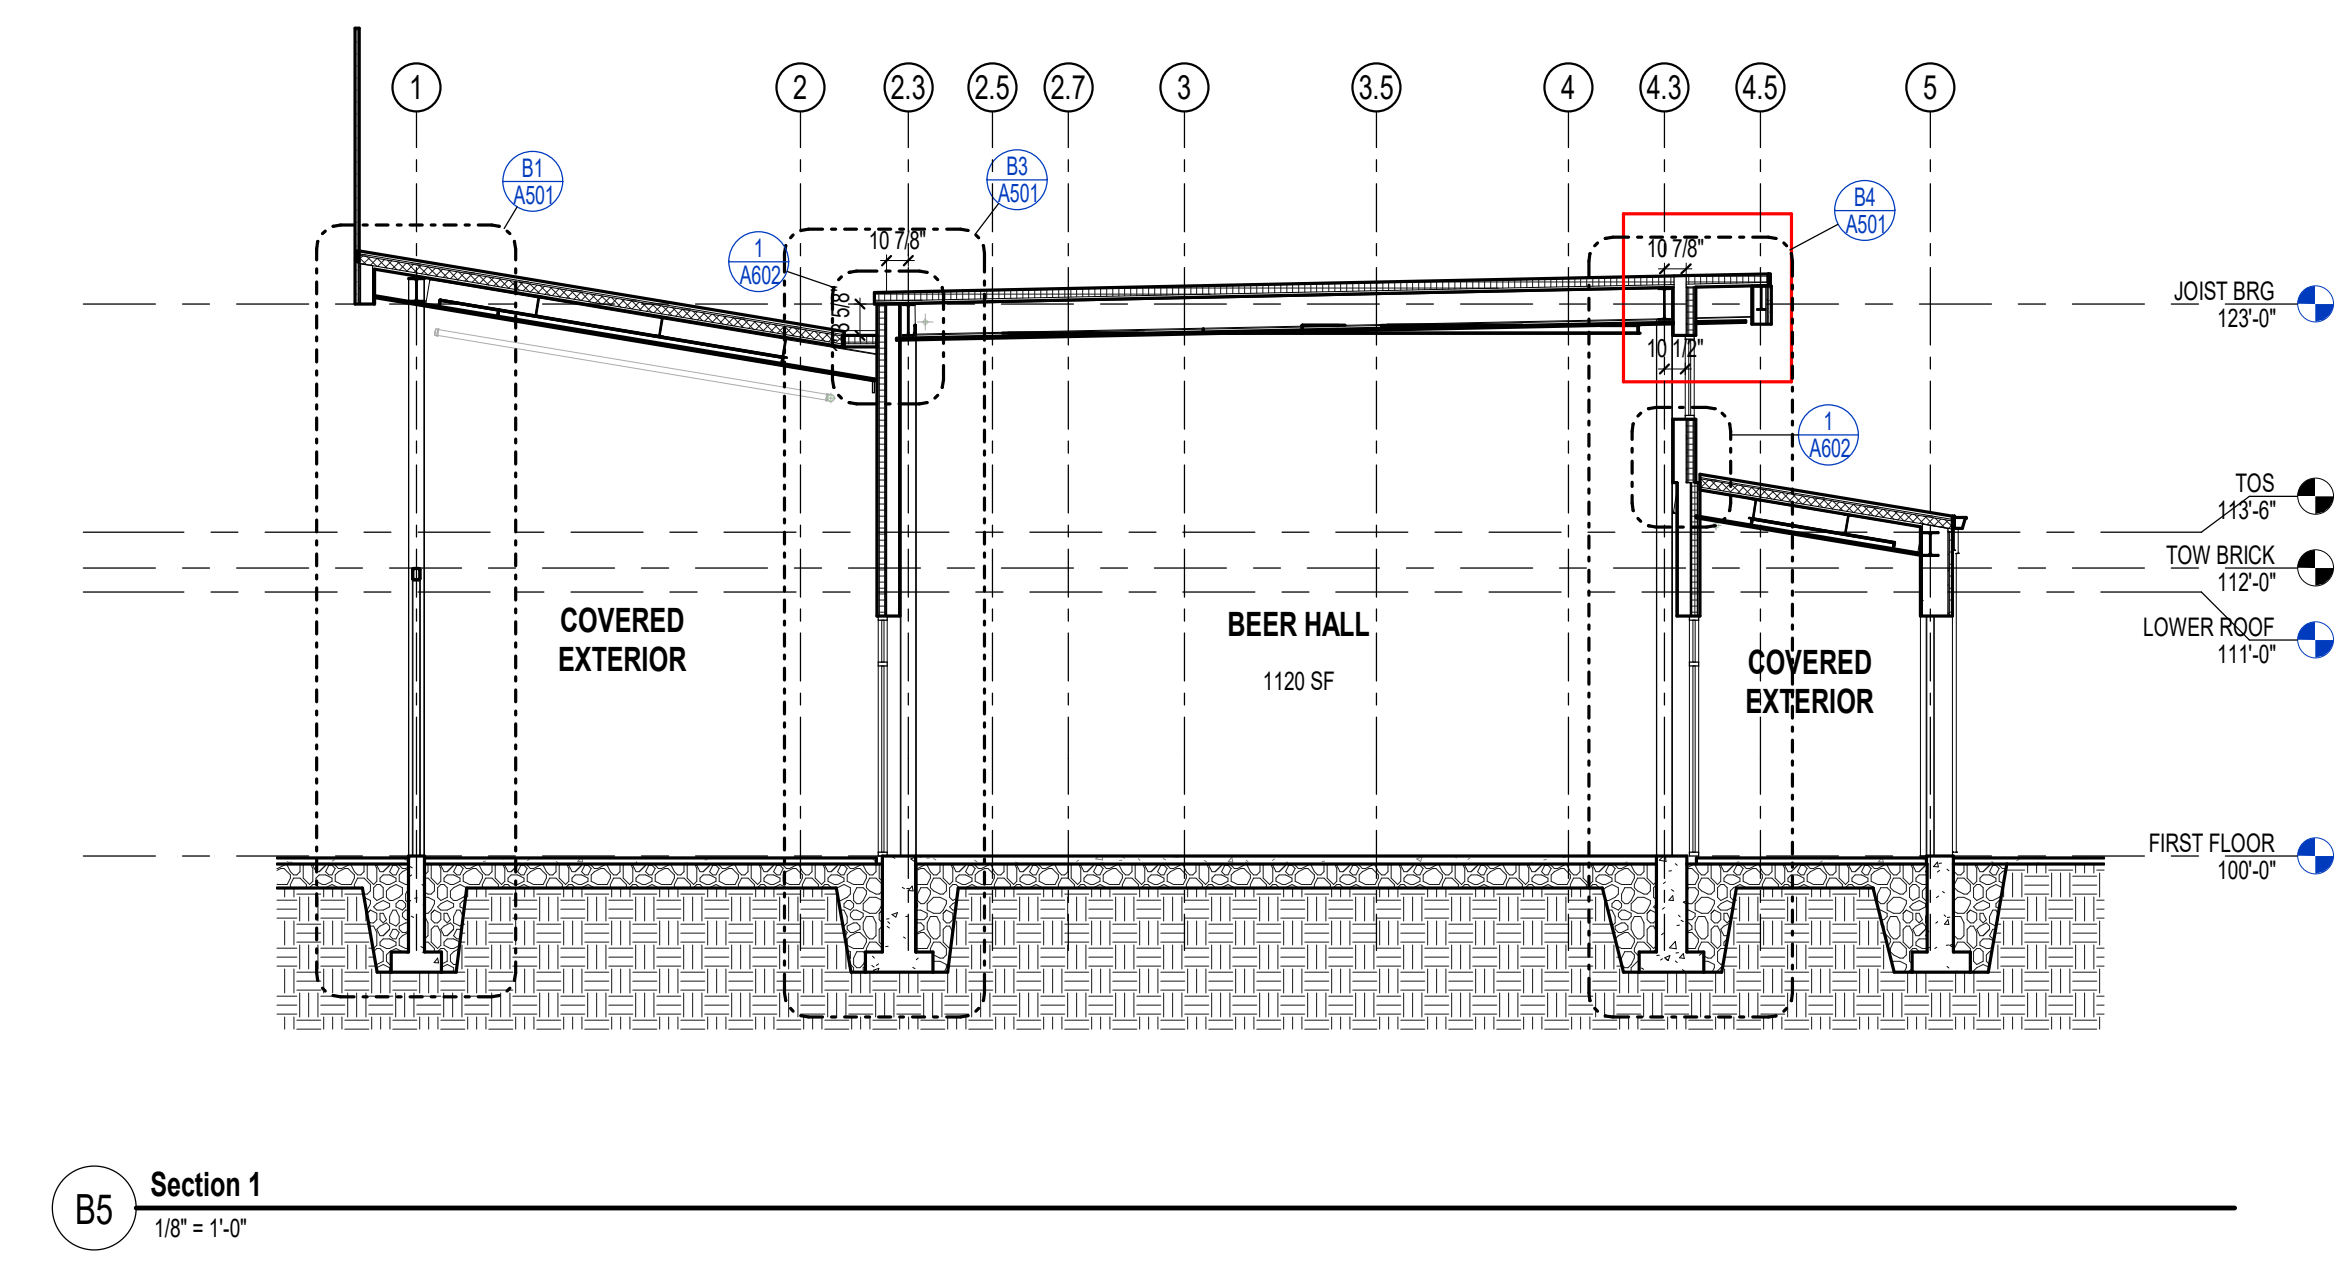 1
2
2.3
2.5
2.7
3
3.5
4
4.3
4.5
5
B1
A501
B3
A501
B4
A501
1
A602
10 7/8"
10 7/8"
8 5/8"
10 1/2"
1
A602
JOIST BRG
123'-0"
TOS
113'-6"
TOW BRICK
112'-0"
LOWER ROOF
111'-0"
FIRST FLOOR
100'-0"
COVERED
EXTERIOR
BEER HALL
1120 SF
COVERED
EXTERIOR
B5
Section 1
1/8" = 1'-0"